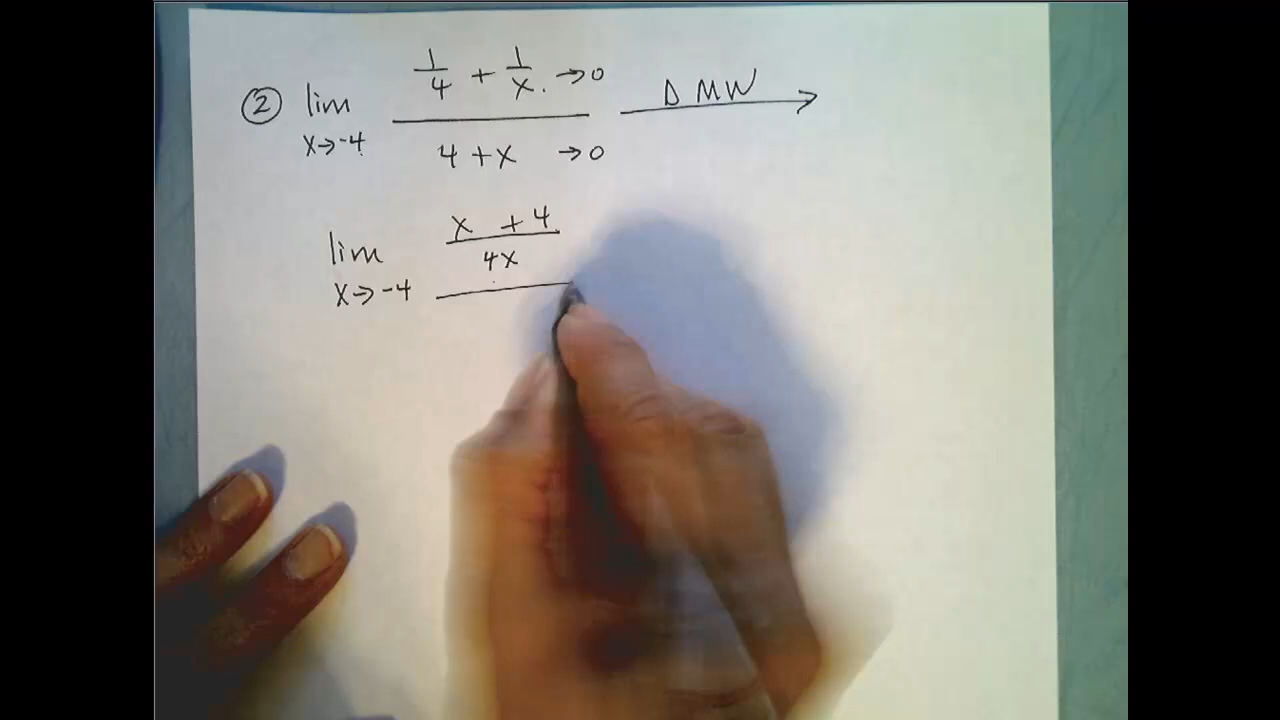 ② lim 1/4 + 1/x →0 DMW
x→-4 4+x →0
lim x +4 / 4x
x→-4